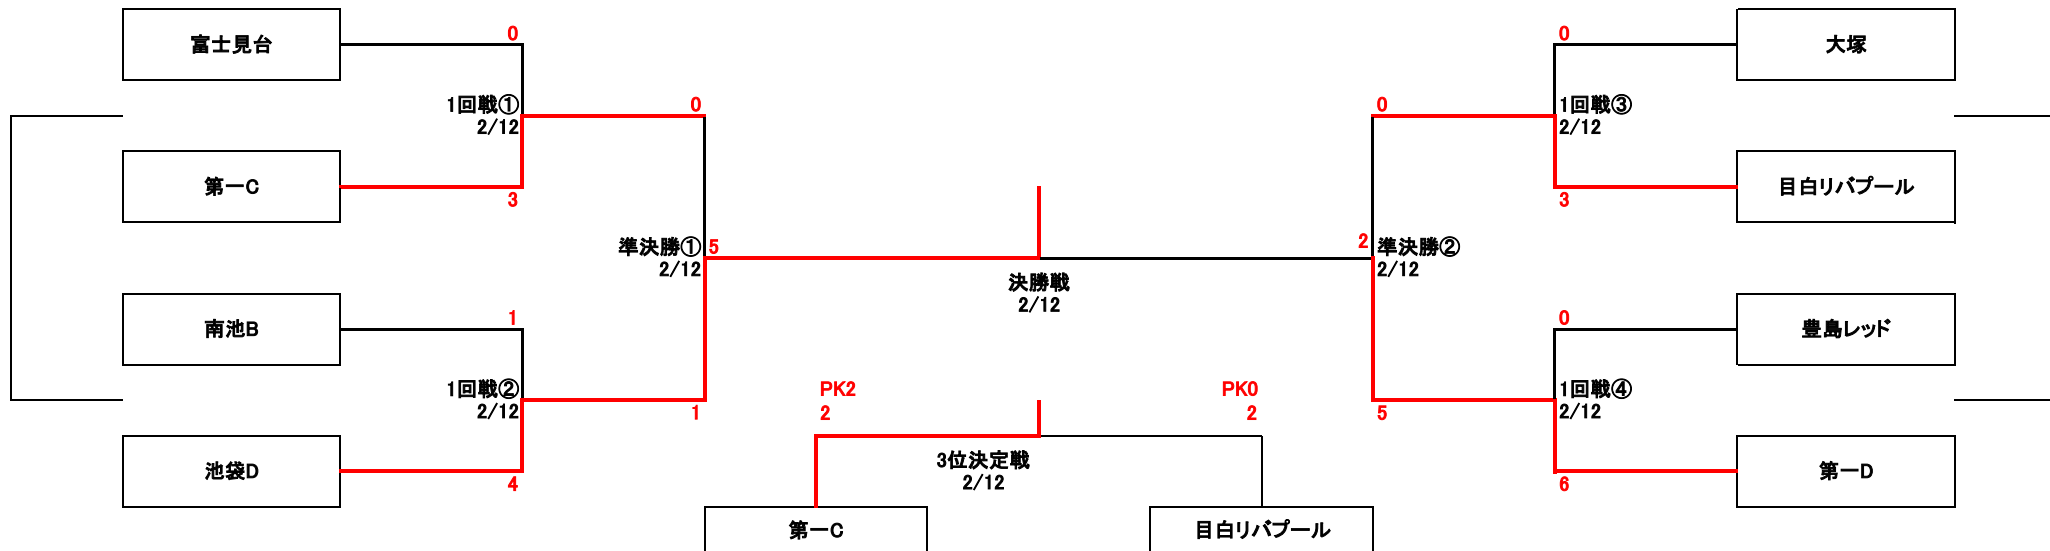 富士見台
0
0
大塚
1回戦①
2/12
0
0
1回戦③
2/12
第一C
3
3
目白リバプール
準決勝①
2/12
5
2
準決勝②
2/12
決勝戦
2/12
南池B
1
0
豊島レッド
1回戦②
2/12
1
PK2
2
PK0
2
5
1回戦④
2/12
池袋D
4
3位決定戦
2/12
6
第一D
第一C
目白リバプール